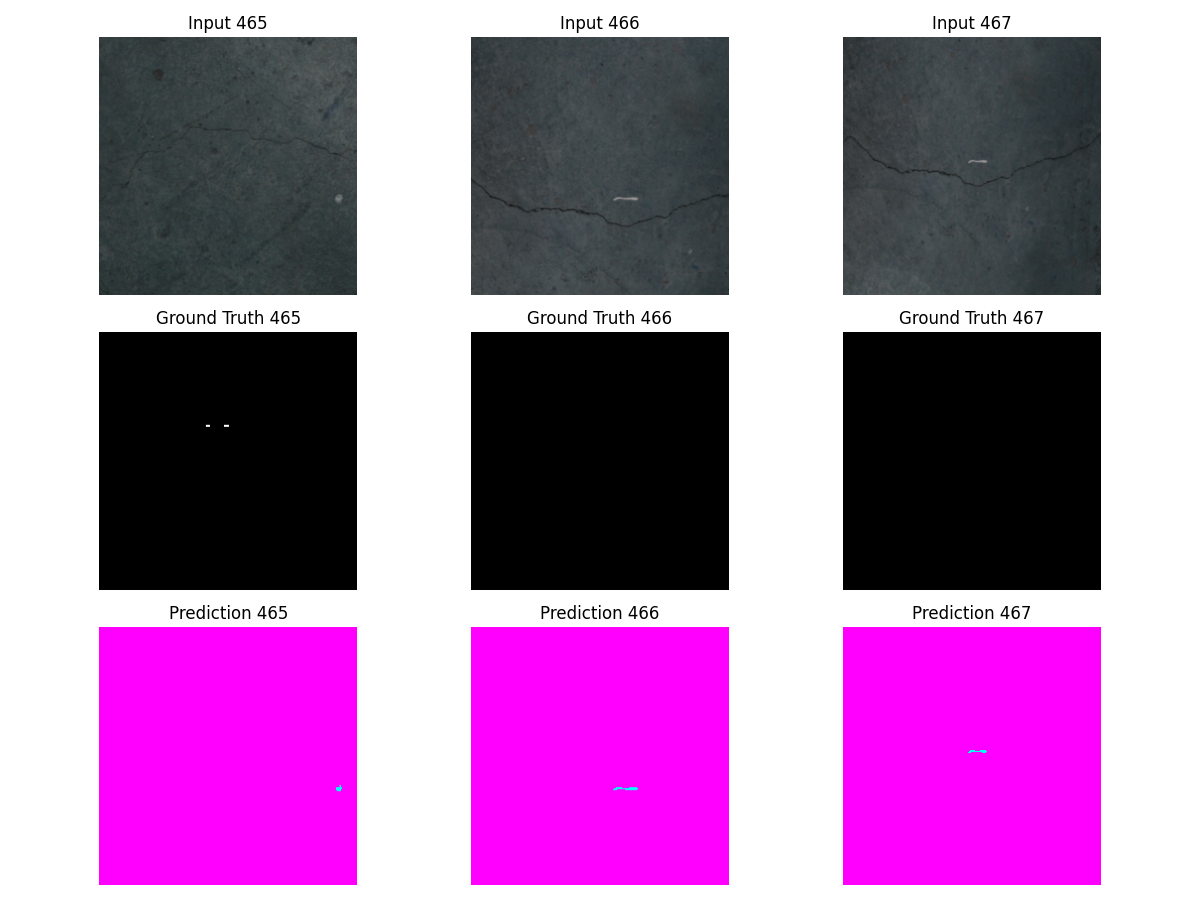 Input 465
Input 466
Input 467
Ground Truth 465
Ground Truth 466
Ground Truth 467
Prediction 465
Prediction 466
Prediction 467